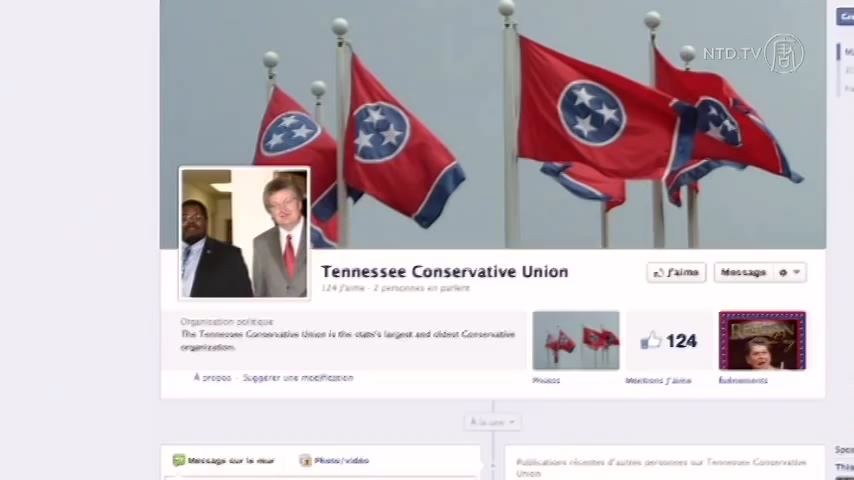 NTD.TV
Tennessee Conservative Union
124 J'aime · 2 personnes en parlent
J'aime
Message
Organisation politique
The Tennessee Conservative Union is the state's largest and oldest Conservative
organization.
124
À propos · Suggérer une modification
Photos
Mentions J'aime
Événements
À la une
Message sur le mur
Photo/vidéo
Publications récentes d'autres personnes sur Tennessee Conservative
Union